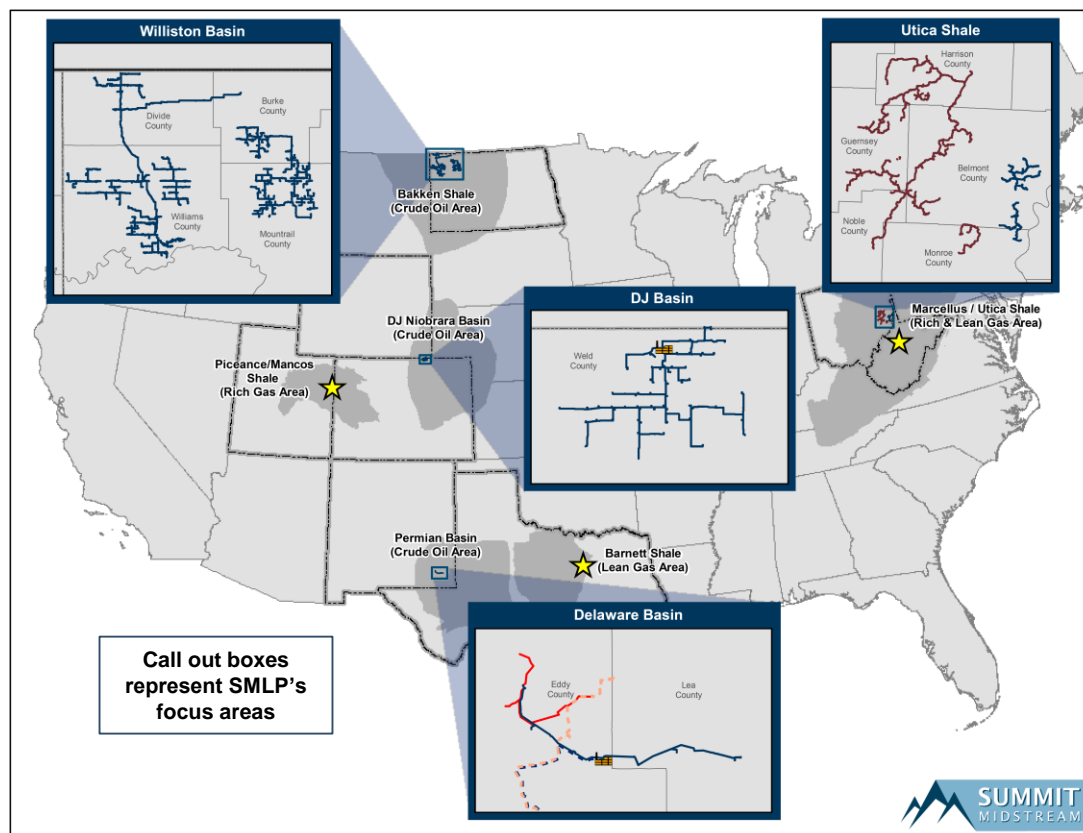 Williston Basin
Divide
County
Burke
County
Williams
County
Mountrail
County
Utica Shale
Harrison
County
Guernsey
County
Belmont
County
Noble
County
Monroe
County
Bakken Shale
(Crude Oil Area)
DJ Niobrara Basin
(Crude Oil Area)
DJ Basin
Weld
County
Marcellus / Utica Shale
(Rich & Lean Gas Area)
Piceance/Mancos
Shale
(Rich Gas Area)
Permian Basin
(Crude Oil Area)
Barnett Shale
(Lean Gas Area)
Delaware Basin
Eddy
County
Lea
County
Call out boxes
represent SMLP's
focus areas
SUMMIT
MIDSTREAM